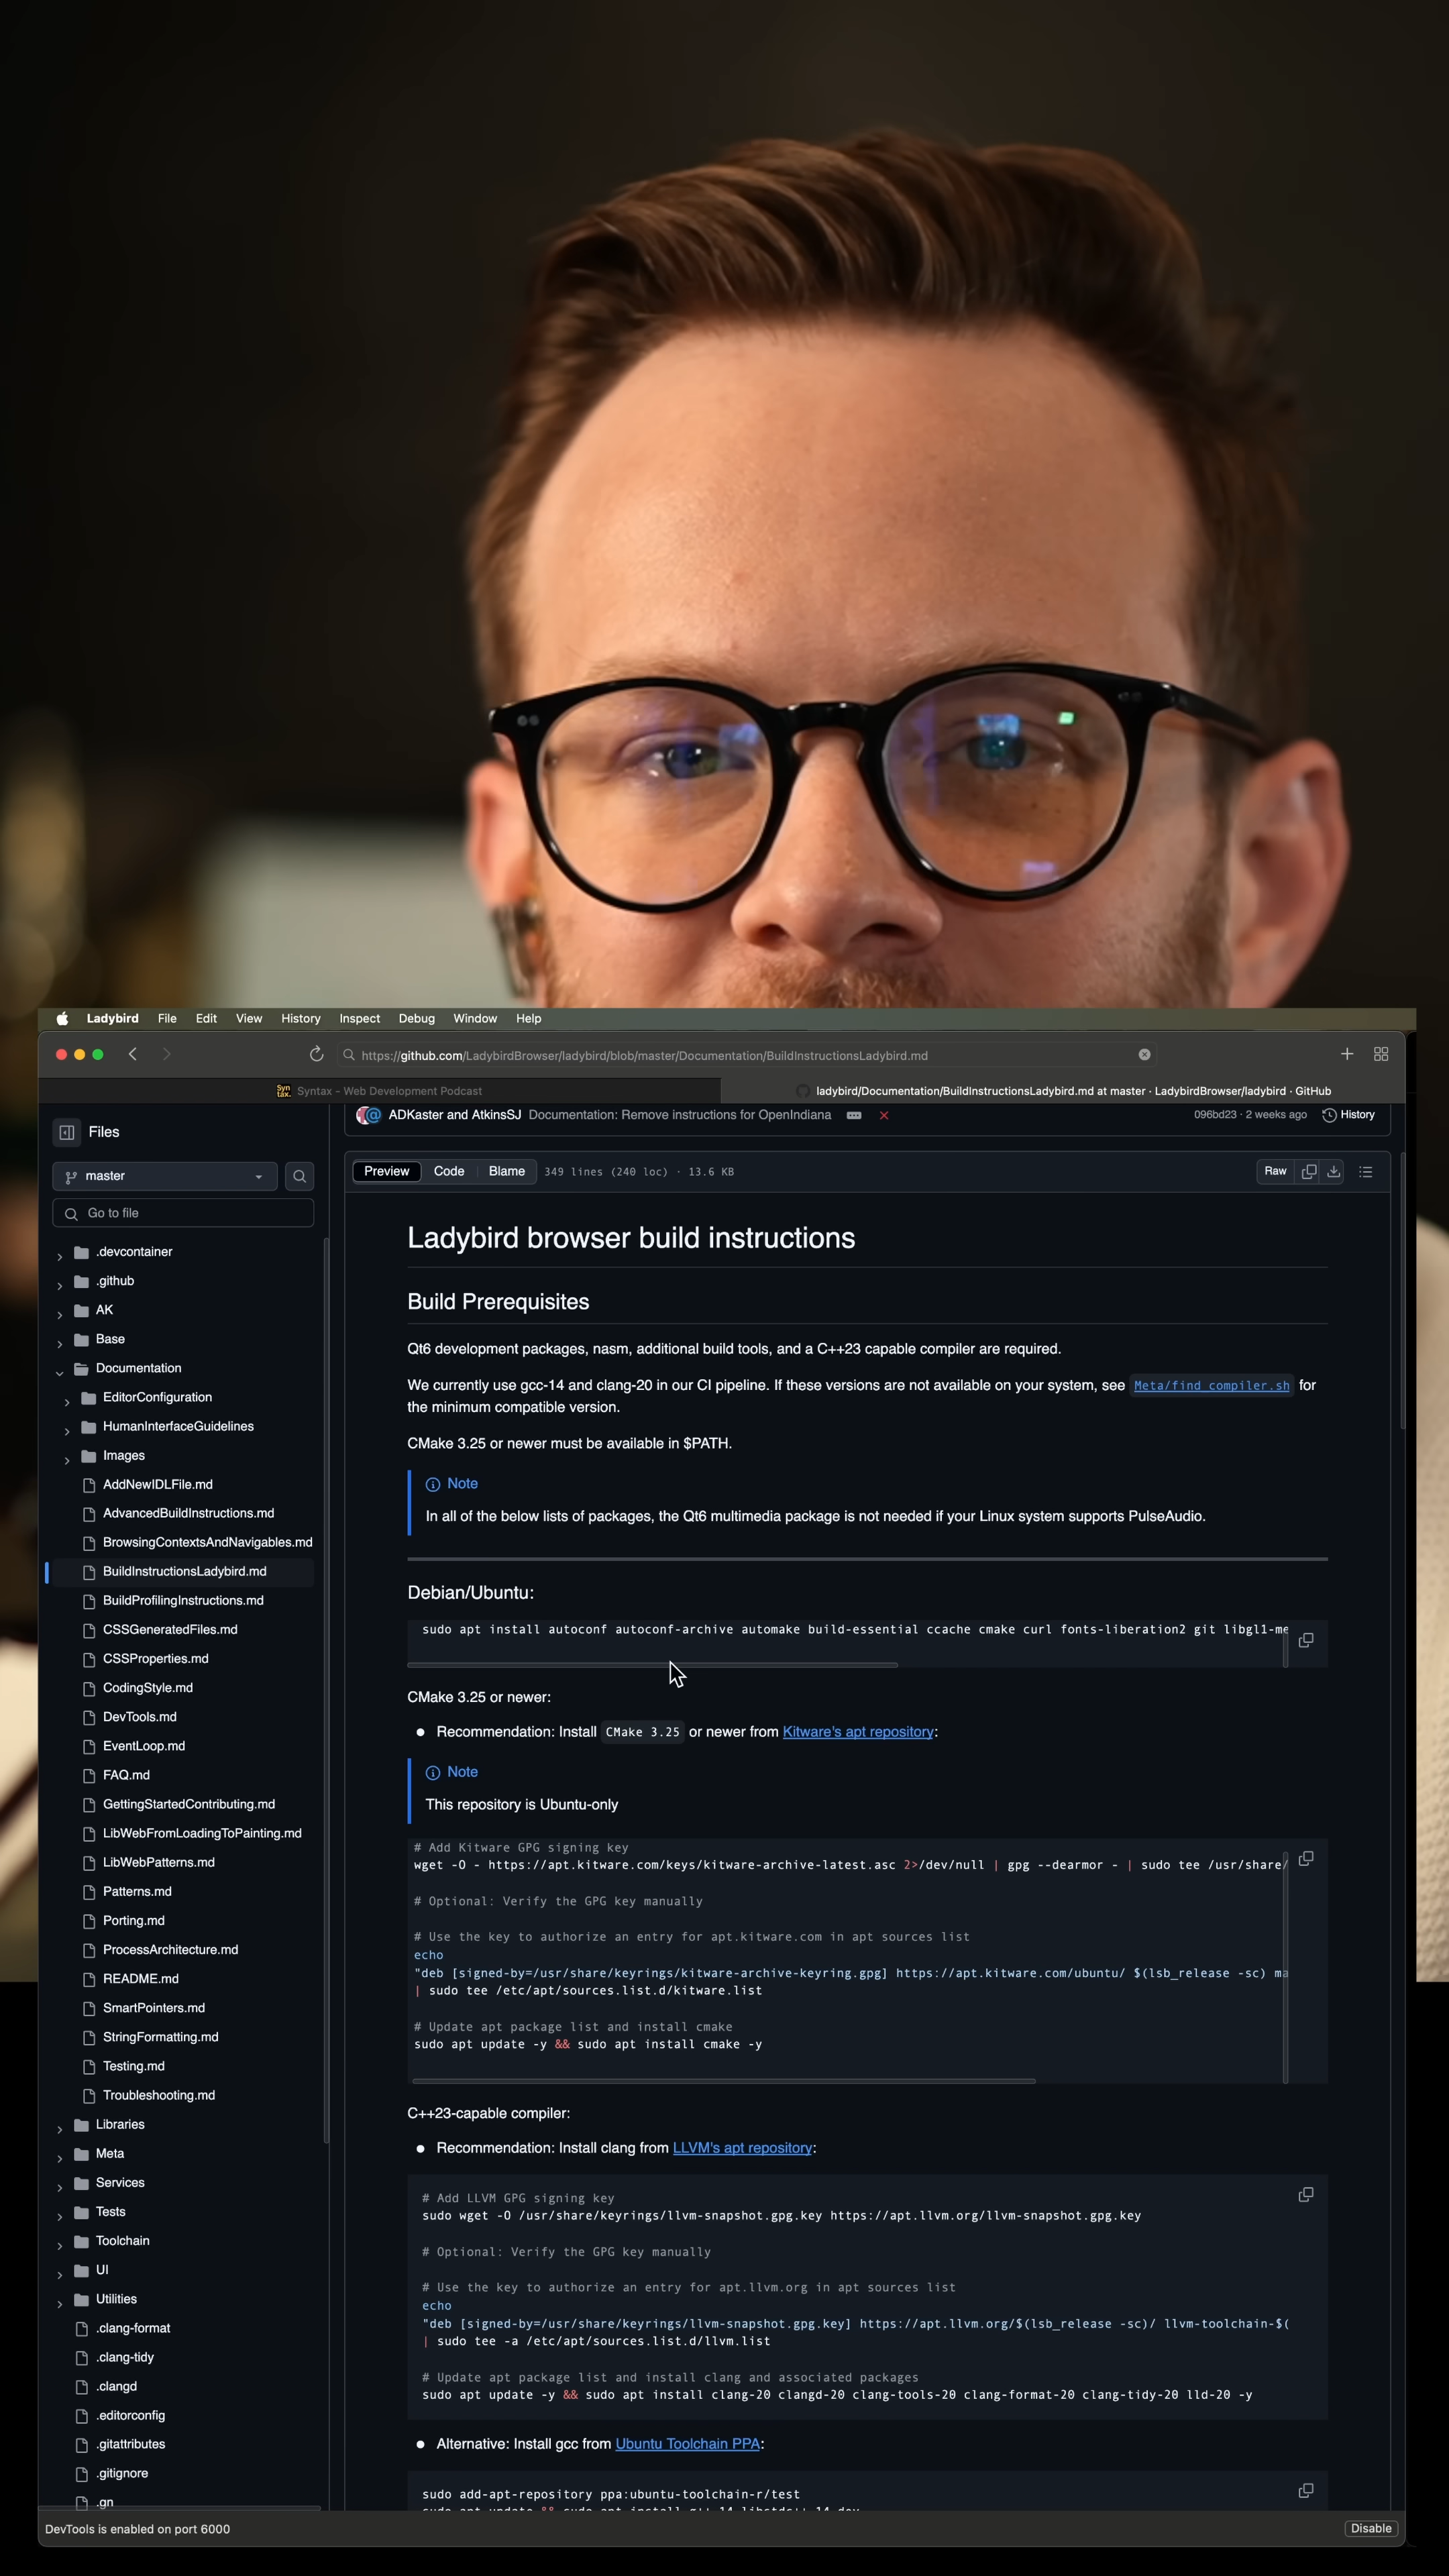 Ladybird File Edit View History Inspect Debug Window Help
https://github.com/LadybirdBrowser/ladybird/blob/master/Documentation/BuildInstructionsLadybird.md
Syn
tax.
Syntax - Web Development Podcast
ladybird/Documentation/BuildInstructionsLadybird.md at master · LadybirdBrowser/ladybird · GitHub
Files
master
Go to file
.devcontainer
.github
AK
Base
Documentation
EditorConfiguration
HumanInterfaceGuidelines
Images
AddNewIDLFile.md
AdvancedBuildInstructions.md
BrowsingContextsAndNavigables.md
BuildInstructionsLadybird.md
BuildProfilingInstructions.md
CSSGeneratedFiles.md
CSSProperties.md
CodingStyle.md
DevTools.md
EventLoop.md
FAQ.md
GettingStartedContributing.md
LibWebFromLoadingToPainting.md
LibWebPatterns.md
Patterns.md
Porting.md
ProcessArchitecture.md
README.md
SmartPointers.md
StringFormatting.md
Testing.md
Troubleshooting.md
Libraries
Meta
Services
Tests
Toolchain
UI
Utilities
.clang-format
.clang-tidy
.clangd
.editorconfig
.gitattributes
.gitignore
.gn
ADKaster and AtkinsSJ Documentation: Remove instructions for OpenIndiana
096bd23 · 2 weeks ago History
Preview Code Blame 349 lines (240 loc) · 13.6 KB Raw
Ladybird browser build instructions
Build Prerequisites
Qt6 development packages, nasm, additional build tools, and a C++23 capable compiler are required.
We currently use gcc-14 and clang-20 in our CI pipeline. If these versions are not available on your system, see Meta/find_compiler.sh for
the minimum compatible version.
CMake 3.25 or newer must be available in $PATH.
Note
In all of the below lists of packages, the Qt6 multimedia package is not needed if your Linux system supports PulseAudio.
Debian/Ubuntu:
sudo apt install autoconf autoconf-archive automake build-essential ccache cmake curl fonts-liberation2 git libgl1-me
CMake 3.25 or newer:
Recommendation: Install CMake 3.25 or newer from Kitware's apt repository:
Note
This repository is Ubuntu-only
# Add Kitware GPG signing key
wget -O - https://apt.kitware.com/keys/kitware-archive-latest.asc 2>/dev/null | gpg --dearmor - | sudo tee /usr/share/
# Optional: Verify the GPG key manually
# Use the key to authorize an entry for apt.kitware.com in apt sources list
echo
"deb [signed-by=/usr/share/keyrings/kitware-archive-keyring.gpg] https://apt.kitware.com/ubuntu/ $(lsb_release -sc) ma
| sudo tee /etc/apt/sources.list.d/kitware.list
# Update apt package list and install cmake
sudo apt update -y && sudo apt install cmake -y
C++23-capable compiler:
Recommendation: Install clang from LLVM's apt repository:
# Add LLVM GPG signing key
sudo wget -O /usr/share/keyrings/llvm-snapshot.gpg.key https://apt.llvm.org/llvm-snapshot.gpg.key
# Optional: Verify the GPG key manually
# Use the key to authorize an entry for apt.llvm.org in apt sources list
echo
"deb [signed-by=/usr/share/keyrings/llvm-snapshot.gpg.key] https://apt.llvm.org/$(lsb_release -sc)/ llvm-toolchain-$(
| sudo tee -a /etc/apt/sources.list.d/llvm.list
# Update apt package list and install clang and associated packages
sudo apt update -y && sudo apt install clang-20 clangd-20 clang-tools-20 clang-format-20 clang-tidy-20 lld-20 -y
Alternative: Install gcc from Ubuntu Toolchain PPA:
sudo add-apt-repository ppa:ubuntu-toolchain-r/test
DevTools is enabled on port 6000
Disable